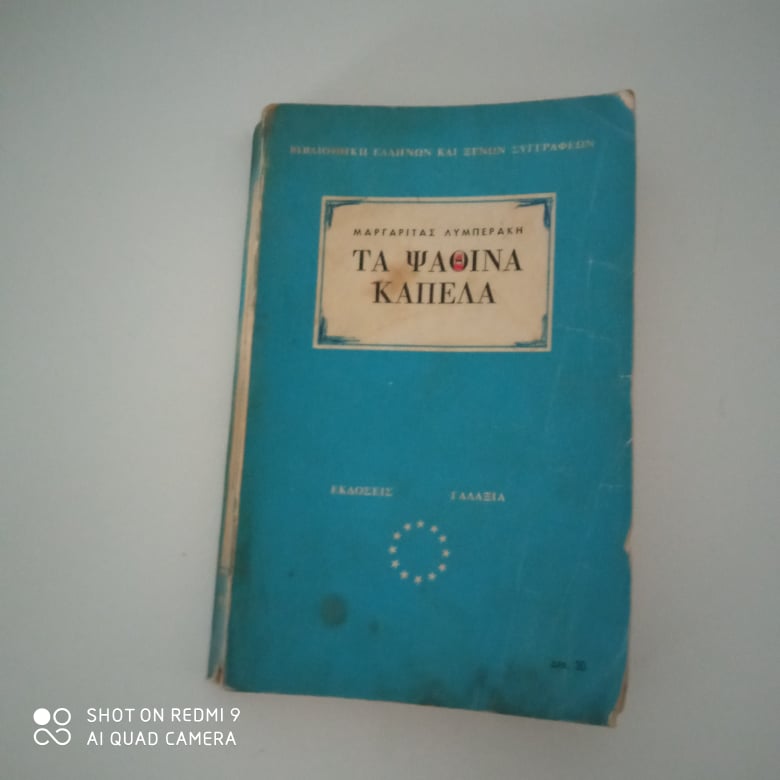 ΒΙΒΛΙΟΘΗΚΗ ΕΛΛΗΝΩΝ ΚΑΙ ΞΕΝΩΝ ΣΥΓΓΡΑΦΕΩΝ
ΜΑΡΓΑΡΙΤΑΣ ΛΥΜΠΕΡΑΚΗ
ΤΑ ΨΑΘΙΝΑ
ΚΑΠΕΛΑ
ΕΚΔΟΣΕΙΣ ΓΑΛΑΞΙΑ
ΔΡΧ.
SHOT ON REDMI 9
AI QUAD CAMERA